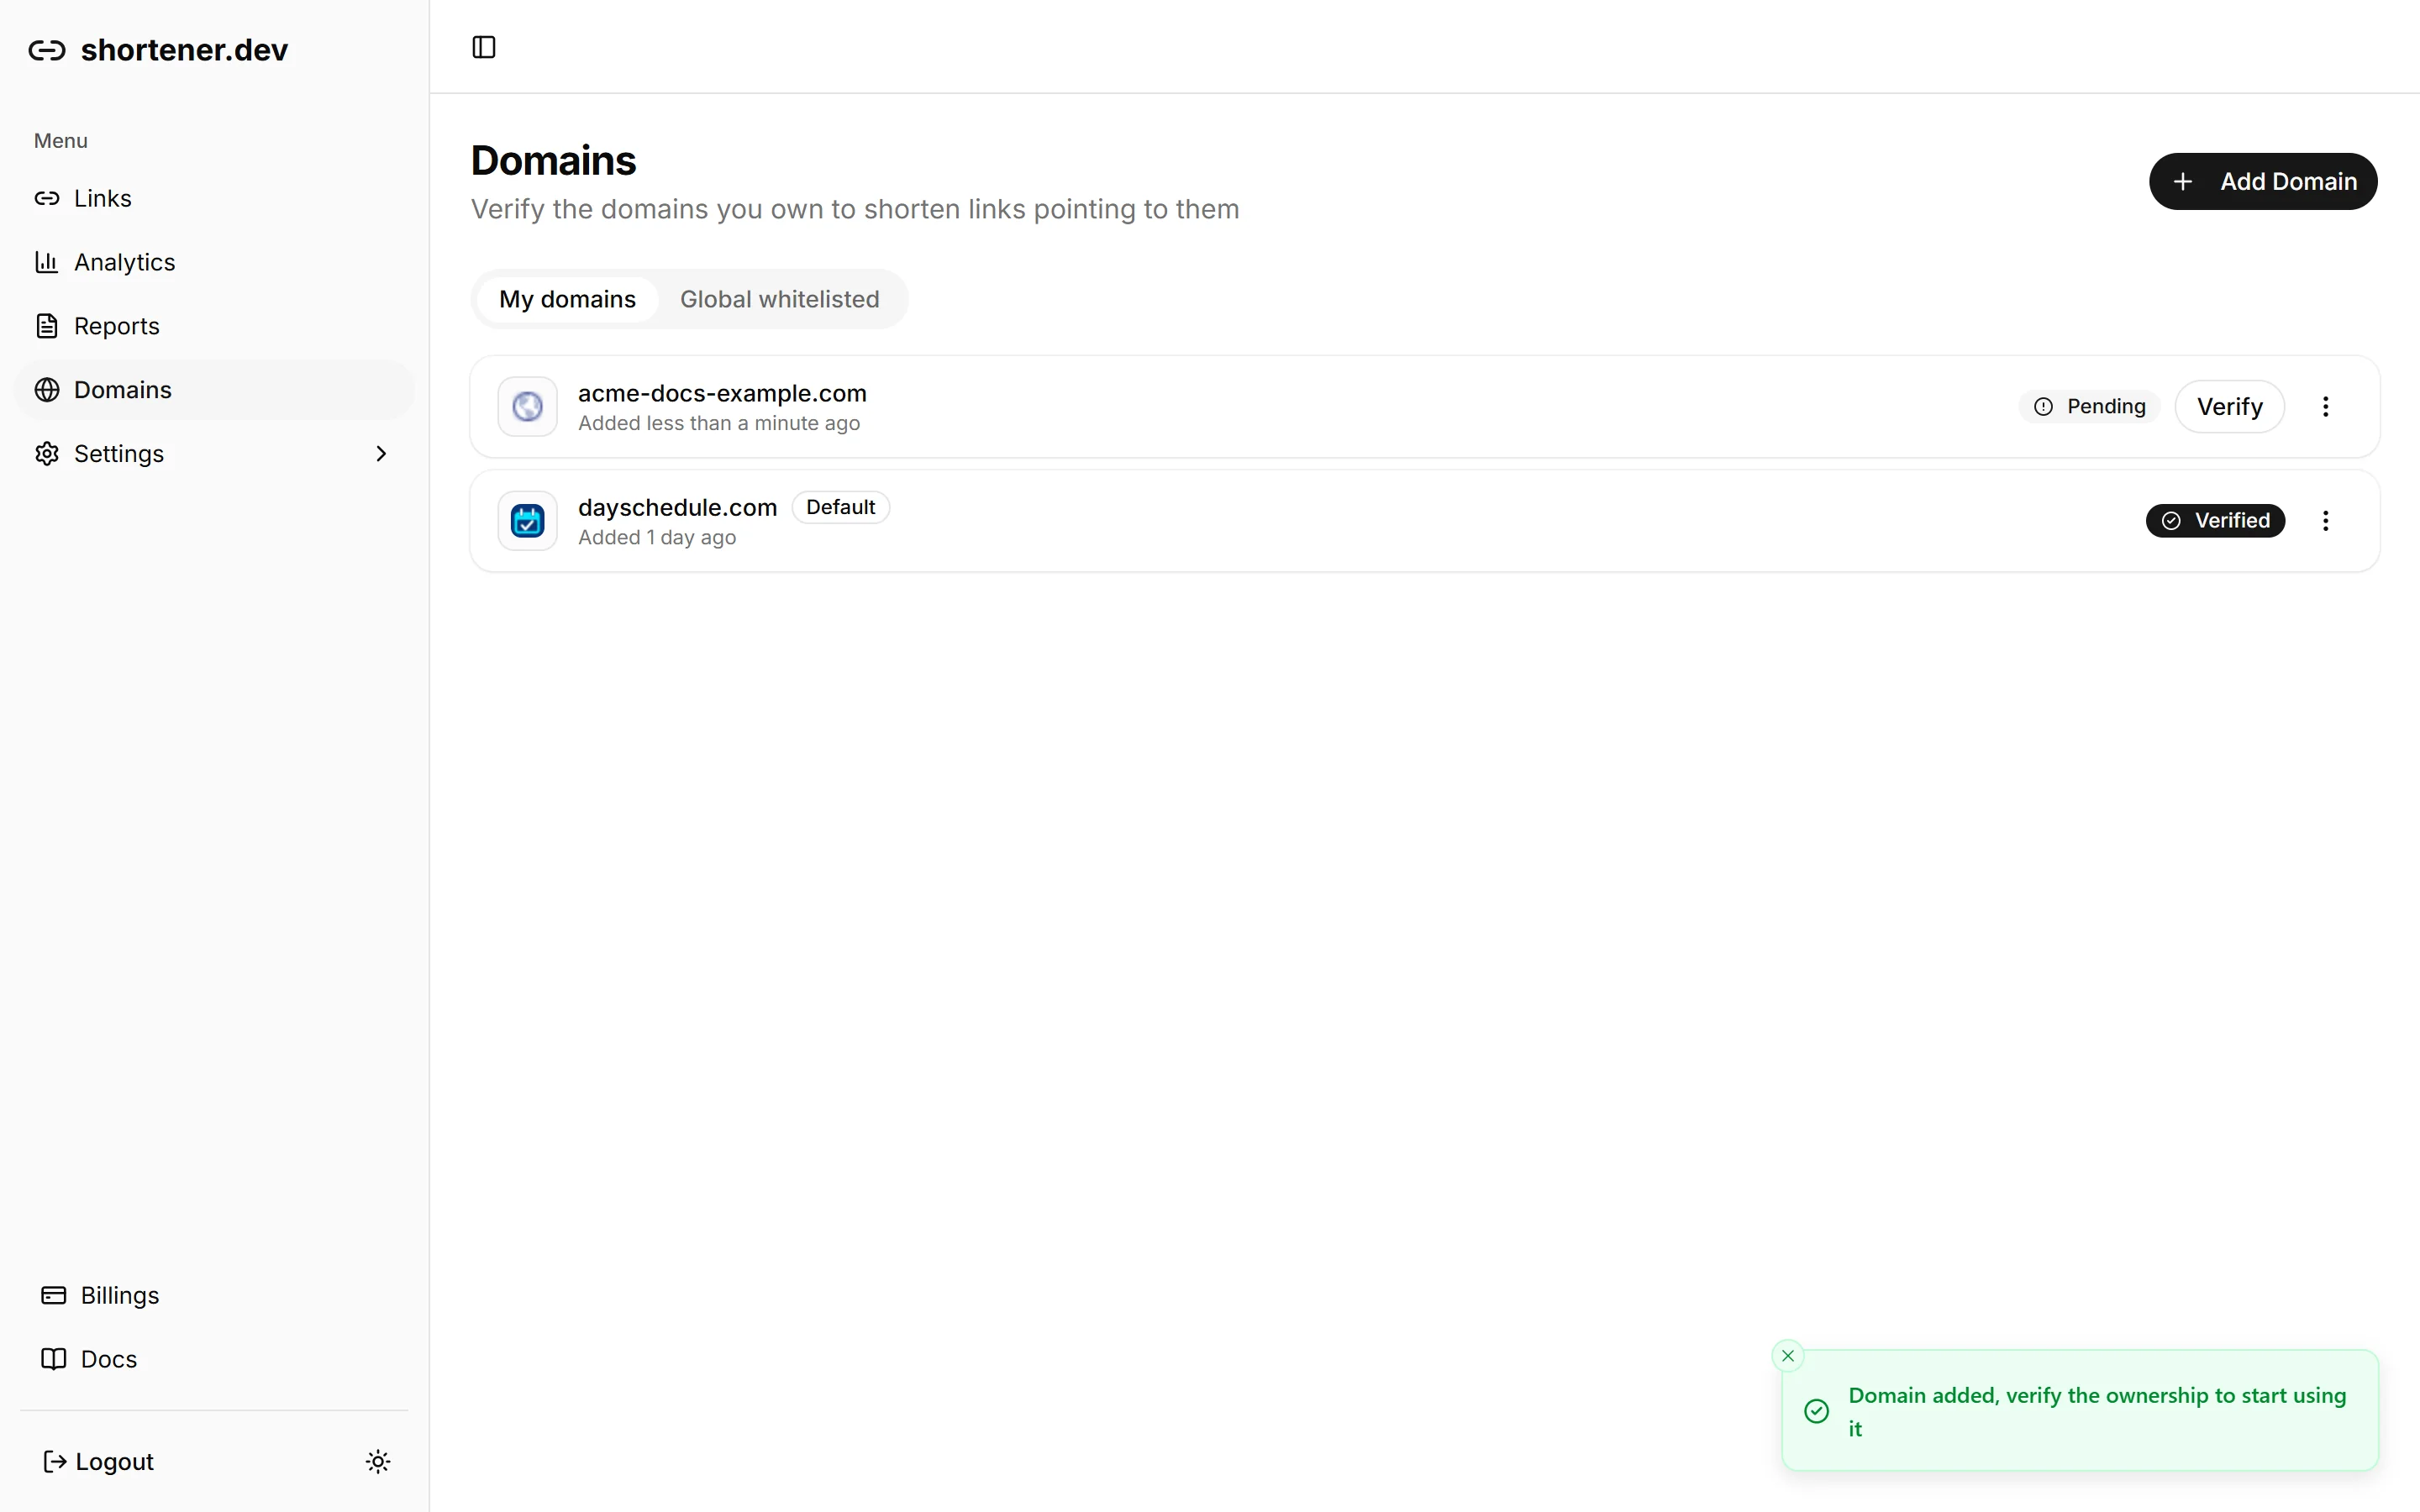 shortener.dev
Menu
Links
Analytics
Reports
Domains
Settings
Billings
Docs
Logout
Domains
Verify the domains you own to shorten links pointing to them
Add Domain
My domains
Global whitelisted
acme-docs-example.com
Added less than a minute ago
Pending
Verify
dayschedule.com
Default
Added 1 day ago
Verified
Domain added, verify the ownership to start using
it